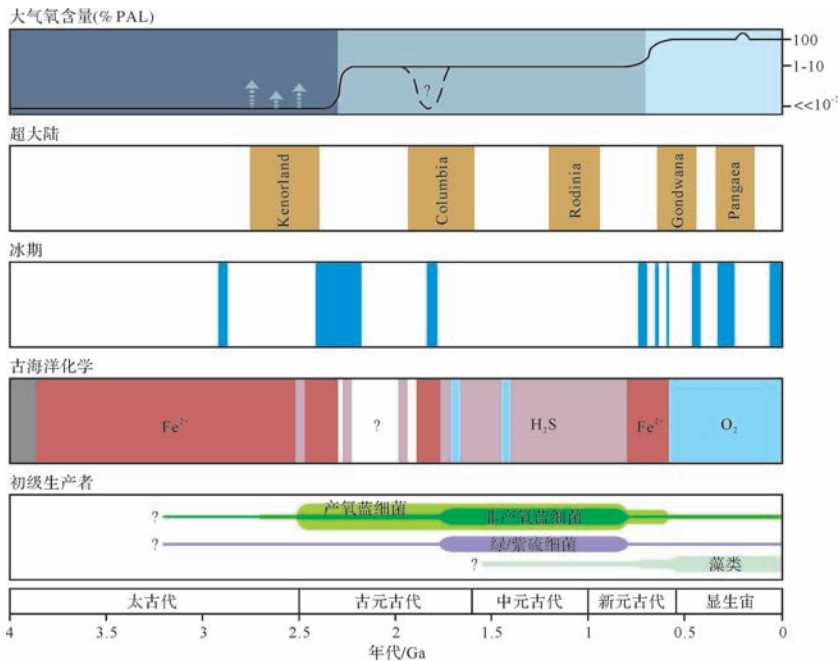 大气氧含量(% PAL)
100
1-10
?
<<10⁻⁵
超大陆
Kenorland
Columbia
Rodinia
Gondwana
Pangaea
冰期
古海洋化学
Fe²⁺
?
H₂S
Fe²⁺
O₂
初级生产者
产氧蓝细菌
? 非产氧蓝细菌
? 绿/紫硫细菌
? 藻类
太古代 古元古代 中元古代 新元古代 显生宙
4 3.5 3 2.5 2 1.5 1 0.5 0
年代/Ga